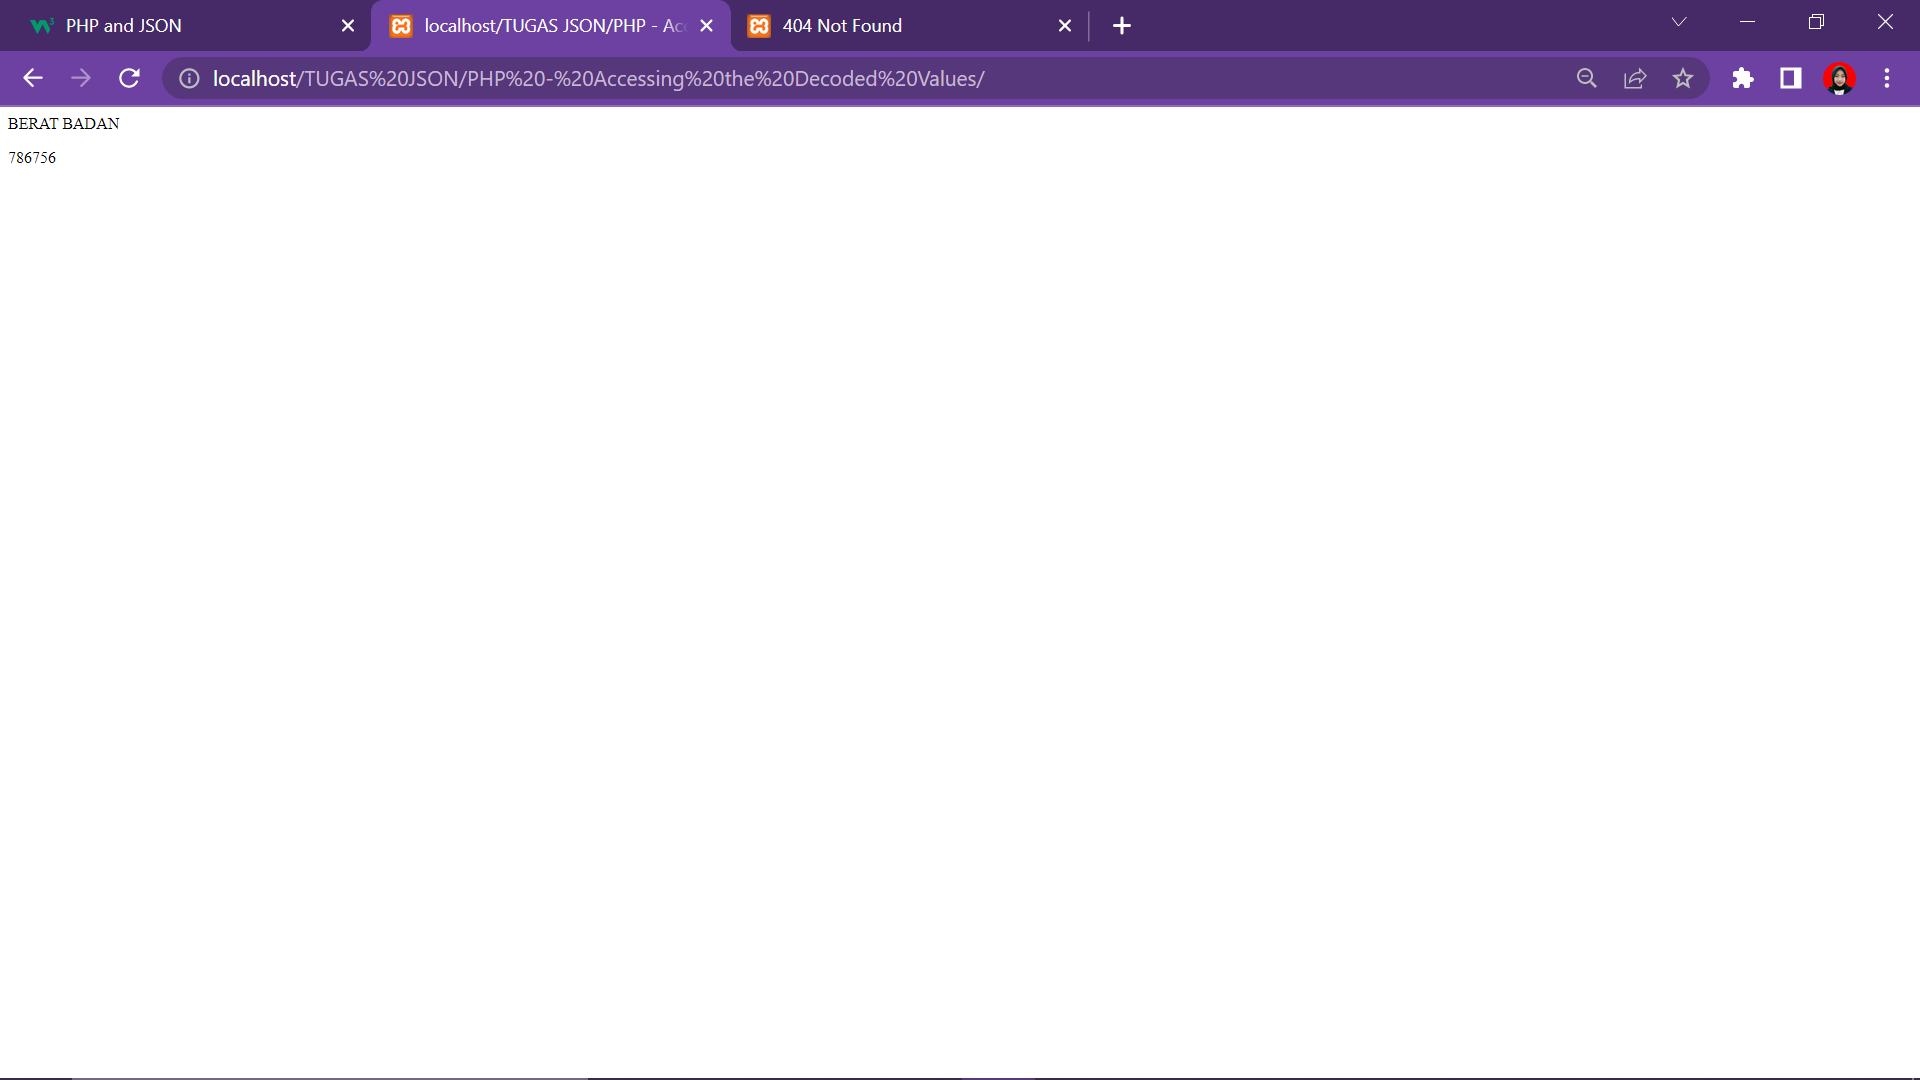 PHP and JSON
localhost/TUGAS JSON/PHP - Ac
404 Not Found
localhost/TUGAS%20JSON/PHP%20-%20Accessing%20the%20Decoded%20Values/
BERAT BADAN
786756